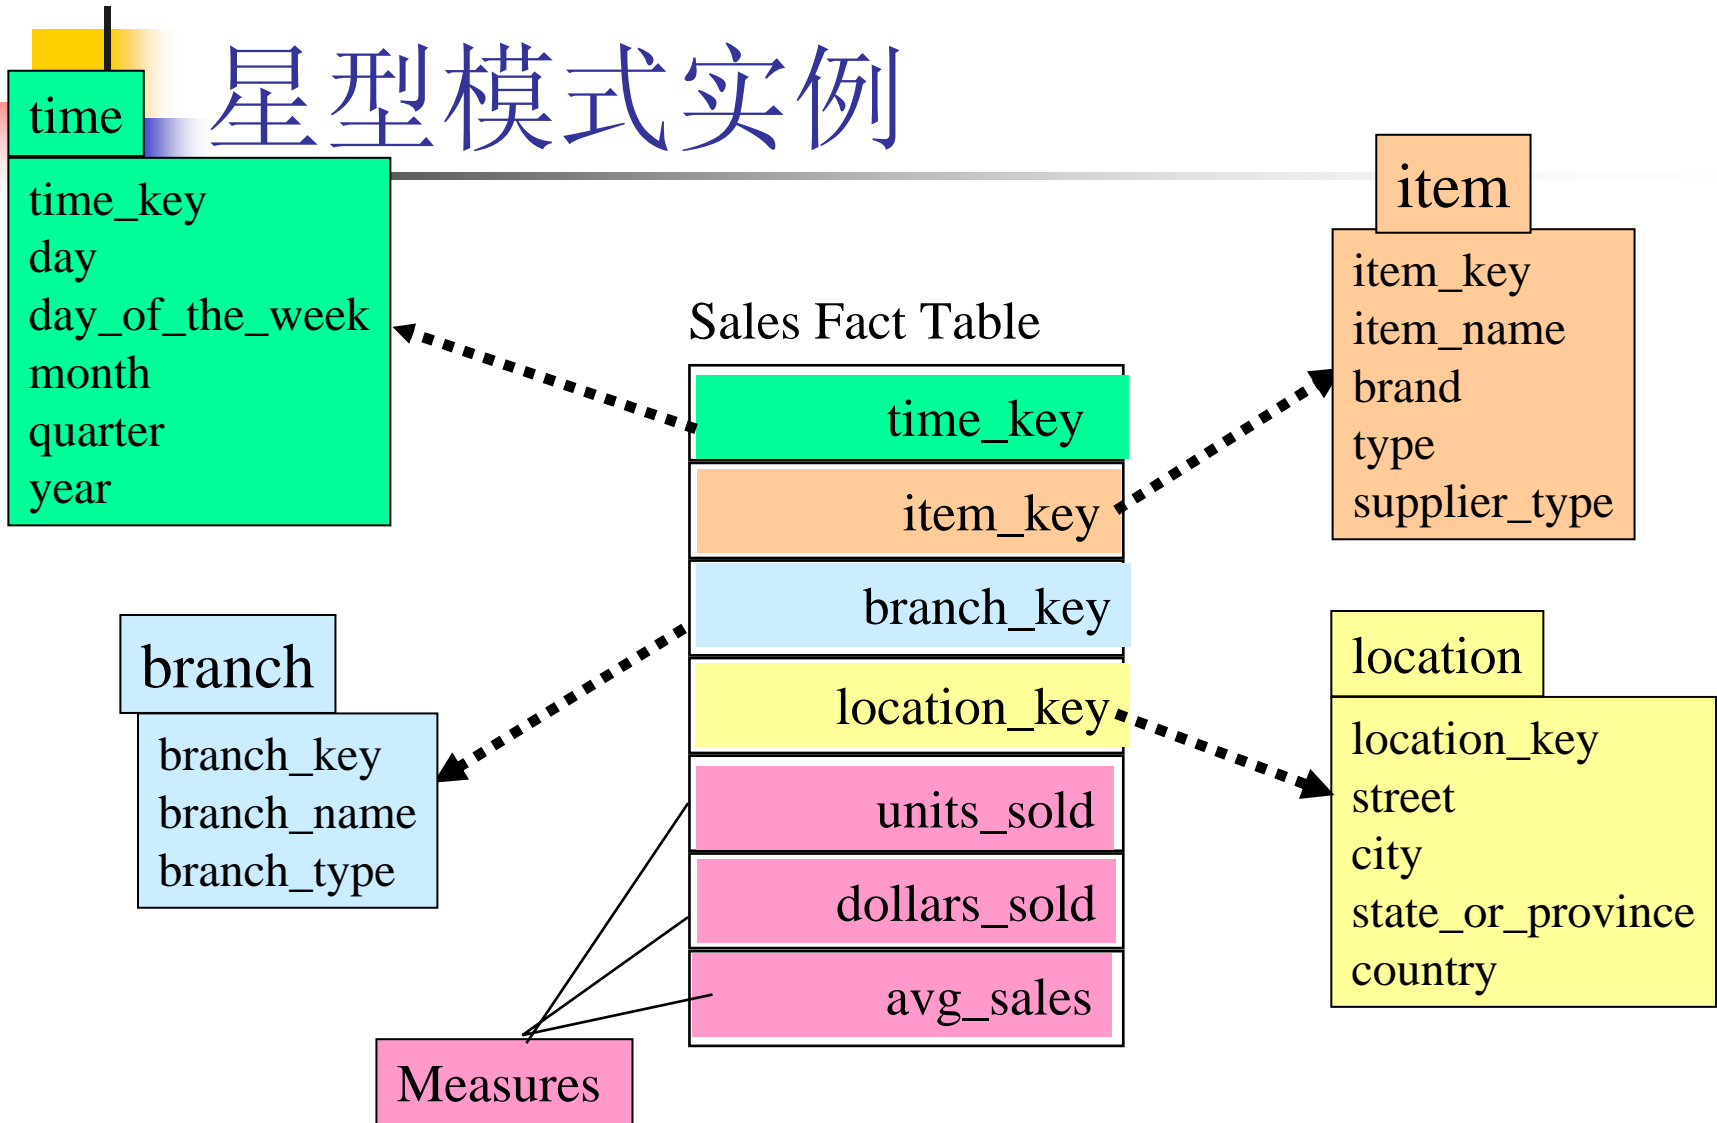 星型模式实例
time
time_key
day
day_of_the_week
month
quarter
year
item
item_key
item_name
brand
type
supplier_type
Sales Fact Table
time_key
item_key
branch_key
location_key
units_sold
dollars_sold
avg_sales
branch
branch_key
branch_name
branch_type
location
location_key
street
city
state_or_province
country
Measures